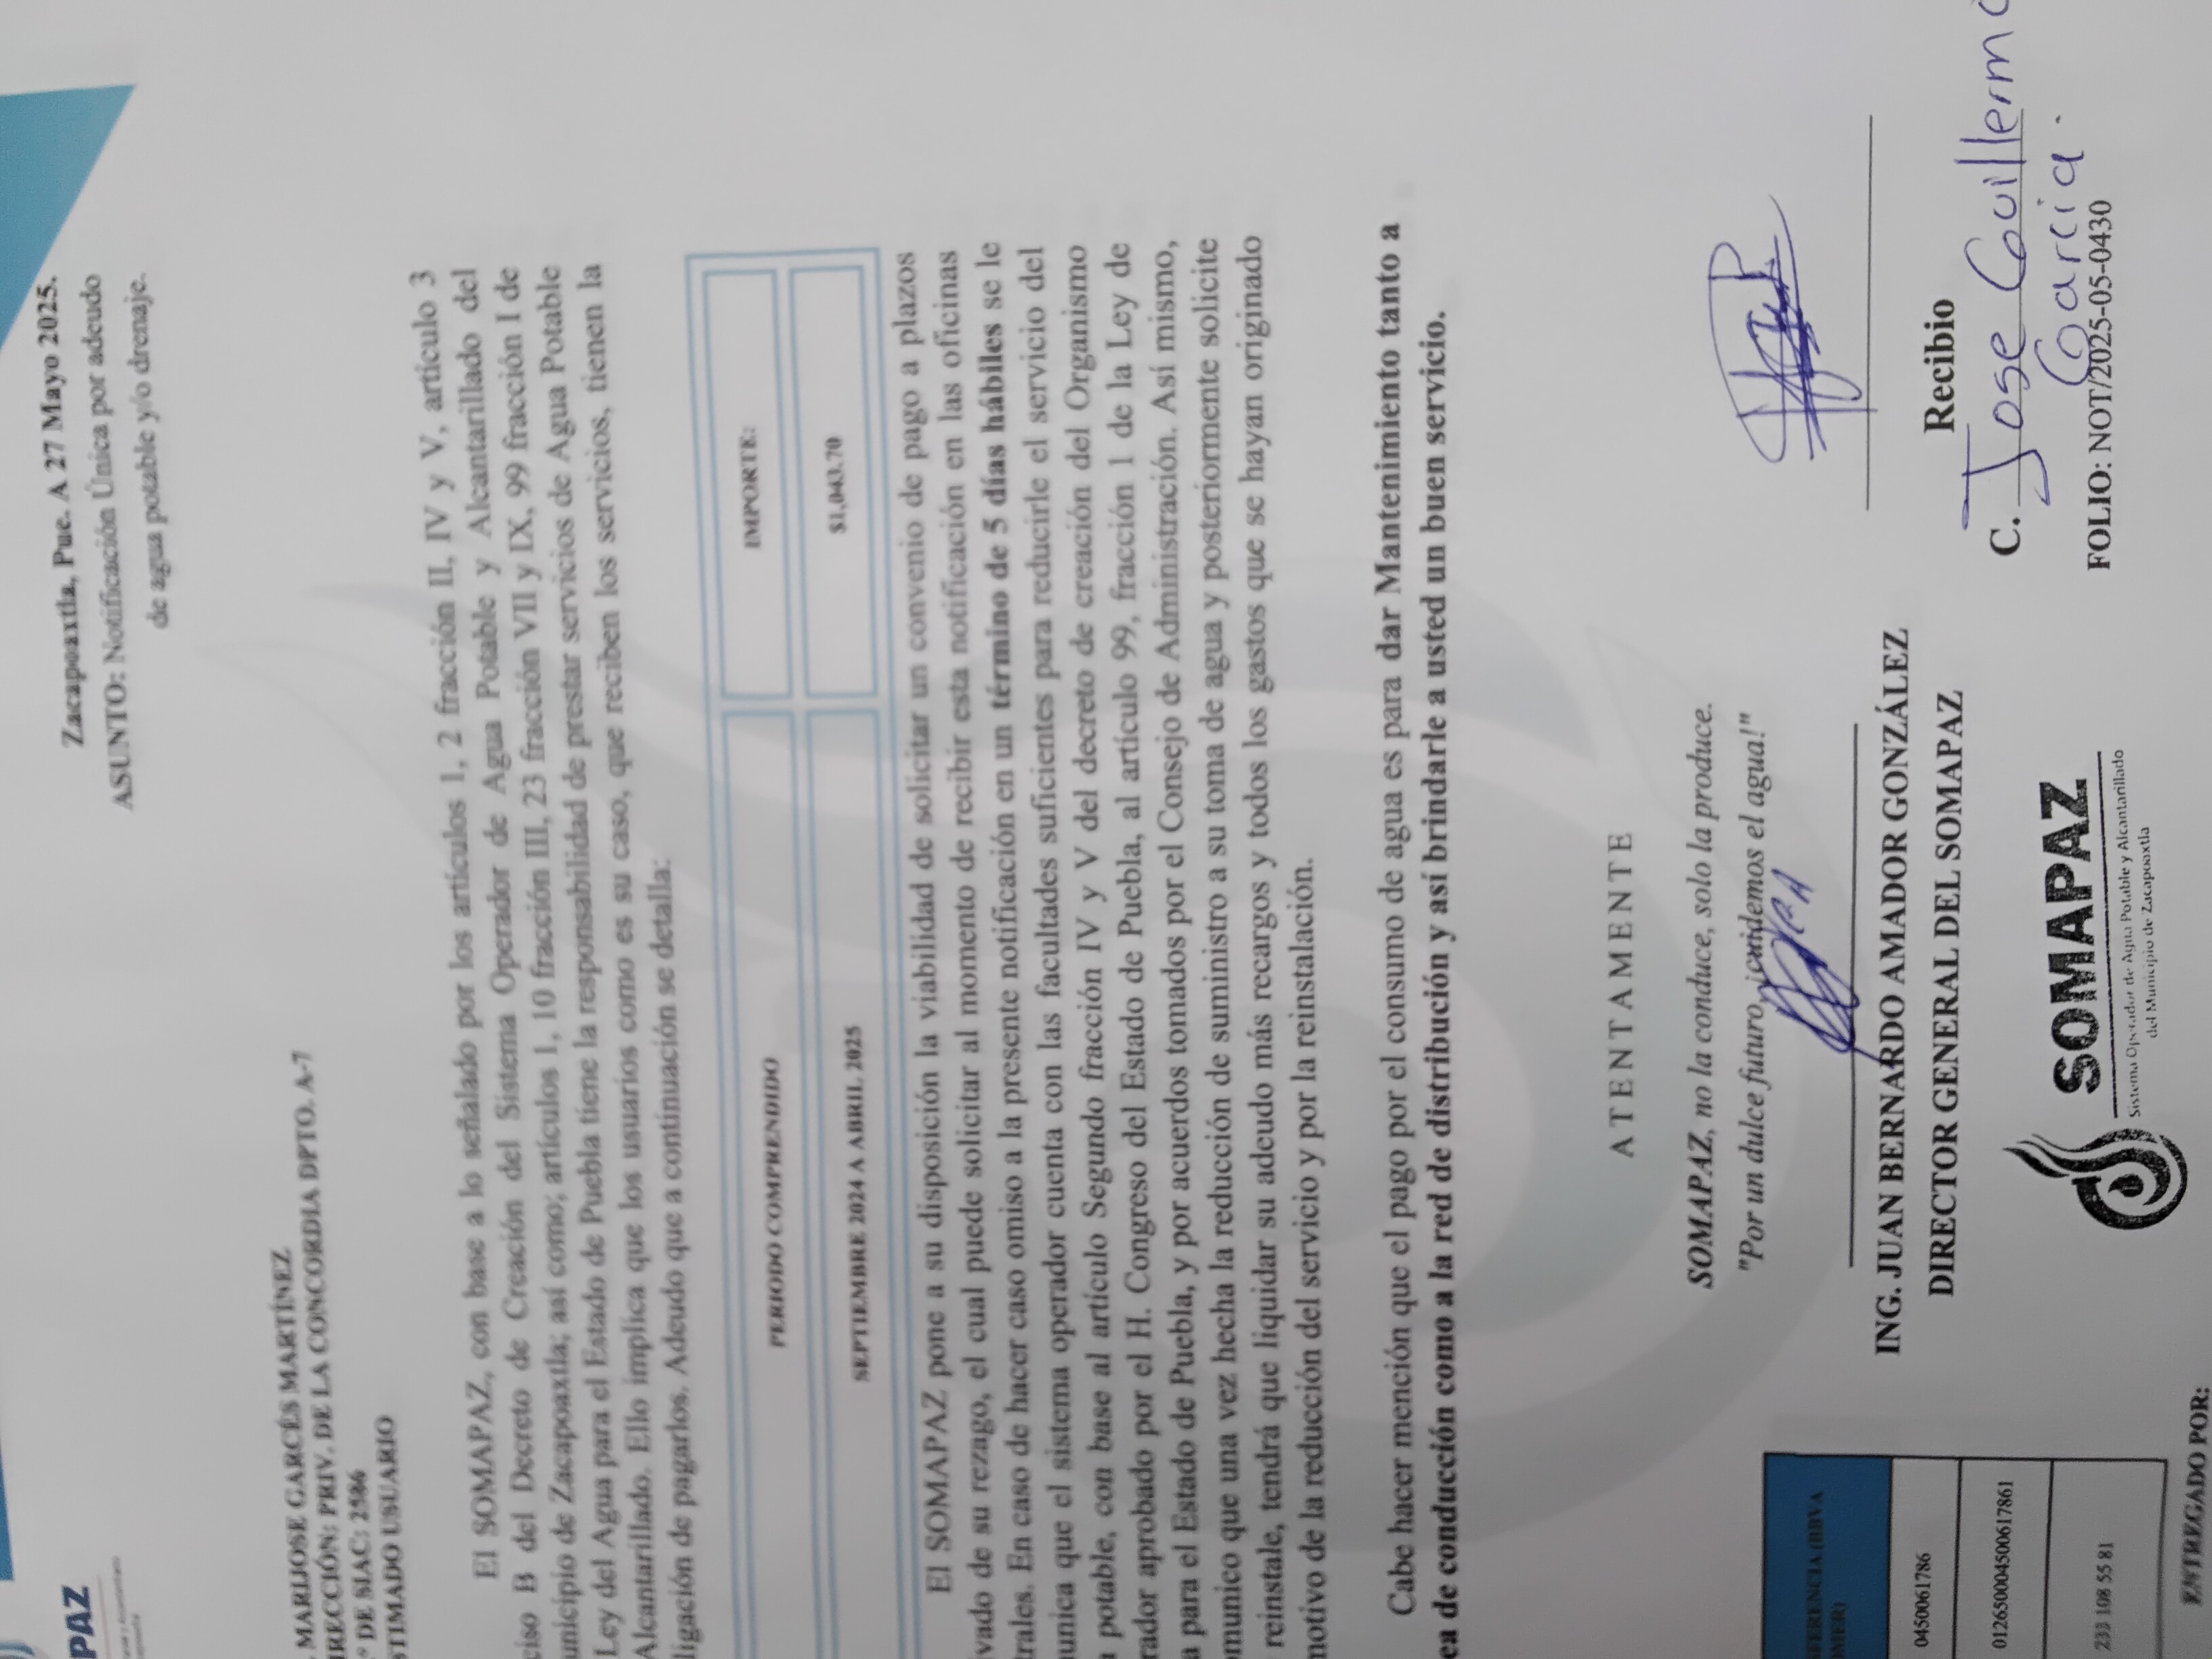 PAZ
Zacapoaxtla, Pue. A 27 Mayo 2025.
ASUNTO: Notificación Única por adeudo
de agua potable y/o drenaje.
. MARIJOSE GARCÉS MARTÍNEZ
IRECCIÓN: PRIV. DE LA CONCORDIA DPTO. A-7
° DE SIAC: 2586
STIMADO USUARIO
El SOMAPAZ, con base a lo señalado por los artículos 1, 2 fracción II, IV y V, artículo 3
ciso B del Decreto de Creación del Sistema Operador de Agua Potable y Alcantarillado del
unicipio de Zacapoaxtla; así como; artículos 1, 10 fracción III, 23 fracción VII y IX, 99 fracción I de
Ley del Agua para el Estado de Puebla tiene la responsabilidad de prestar servicios de Agua Potable
Alcantarillado. Ello implica que los usuarios como es su caso, que reciben los servicios, tienen la
ligación de pagarlos. Adeudo que a continuación se detalla:
PERIODO COMPRENDIDO
IMPORTE:
SEPTIEMBRE 2024 A ABRIL 2025
$1,043.70
El SOMAPAZ pone a su disposición la viabilidad de solicitar un convenio de pago a plazos
ivado de su rezago, el cual puede solicitar al momento de recibir esta notificación en las oficinas
trales. En caso de hacer caso omiso a la presente notificación en un término de 5 días hábiles se le
unica que el sistema operador cuenta con las facultades suficientes para reducirle el servicio del
a potable, con base al artículo Segundo fracción IV y V del decreto de creación del Organismo
rador aprobado por el H. Congreso del Estado de Puebla, al artículo 99, fracción 1 de la Ley de
a para el Estado de Puebla, y por acuerdos tomados por el Consejo de Administración. Así mismo,
omunico que una vez hecha la reducción de suministro a su toma de agua y posteriormente solicite
reinstale, tendrá que liquidar su adeudo más recargos y todos los gastos que se hayan originado
motivo de la reducción del servicio y por la reinstalación.
Cabe hacer mención que el pago por el consumo de agua es para dar Mantenimiento tanto a
ea de conducción como a la red de distribución y así brindarle a usted un buen servicio.
ATENTAMENTE
SOMAPAZ, no la conduce, solo la produce.
"Por un dulce futuro, ¡cuidemos el agua!"
SFERENCIA (BBVA
OMER)
0450061786
012650004500617861
233 108 55 81
ING. JUAN BERNARDO AMADOR GONZÁLEZ
DIRECTOR GENERAL DEL SOMAPAZ
Recibio
C. Jose Guillermo
Garcia.
FOLIO: NOT/2025-05-0430
SOMAPAZ
Sistema Operador de Agua Potable y Alcantarillado
del Municipio de Zacapoaxtla
ENTREGADO POR: